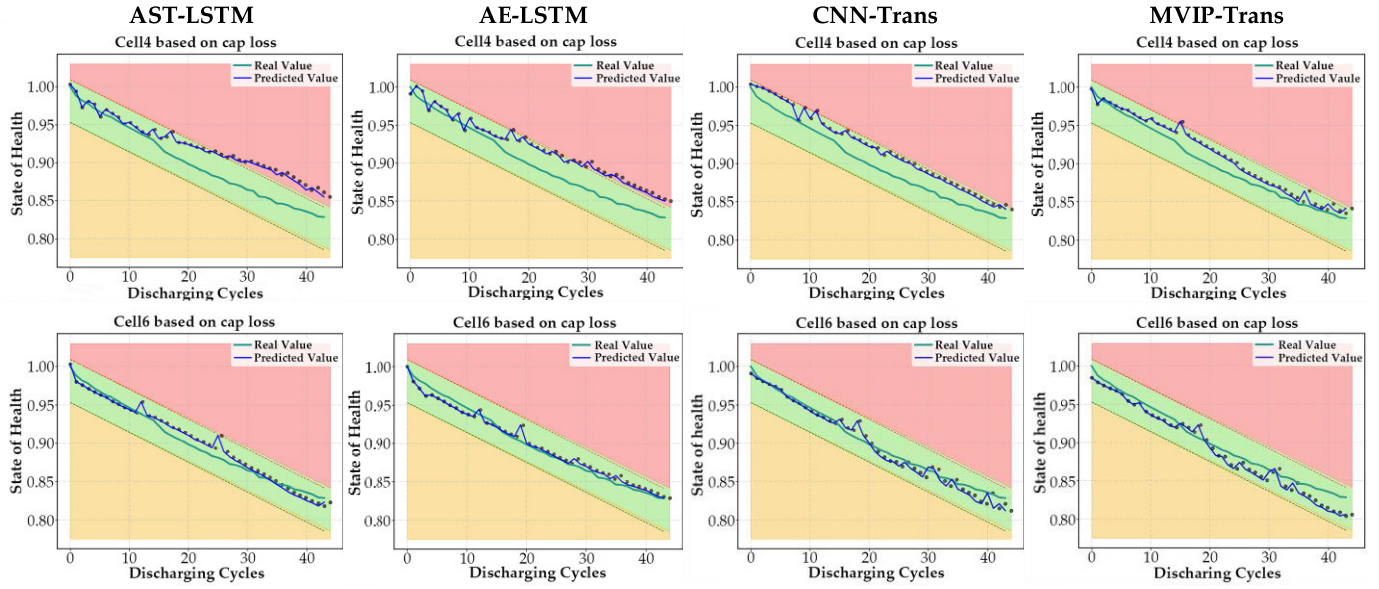 AST-LSTM
AE-LSTM
CNN-Trans
MVIP-Trans
Cell4 based on cap loss
Real Value
Predicted Value
State of Health
1.00
0.95
0.90
0.85
0.80
0 10 20 30 40
Discharging Cycles
Cell4 based on cap loss
Real Value
Predicted Value
State of Health
1.00
0.95
0.90
0.85
0.80
0 10 20 30 40
Discharging Cycles
Cell4 based on cap loss
Real Value
Predicted Value
State of Health
1.00
0.95
0.90
0.85
0.80
0 10 20 30 40
Discharging Cycles
Cell4 based on cap loss
Real Value
Predicted Vaule
State of Health
1.00
0.95
0.90
0.85
0.80
0 10 20 30 40
Discharging Cycles
Cell6 based on cap loss
Real Value
Predicted Value
State of Health
1.00
0.95
0.90
0.85
0.80
0 10 20 30 40
Discharging Cycles
Cell6 based on cap loss
Real Value
Predicted Value
State of Health
1.00
0.95
0.90
0.85
0.80
0 10 20 30 40
Discharging Cycles
Cell6 based on cap loss
Real Value
Predicted Value
State of health
1.00
0.95
0.90
0.85
0.80
0 10 20 30 40
Discharging Cycles
Cell6 based on cap loss
Real Value
Predicted Value
State of health
1.00
0.95
0.90
0.85
0.80
0 10 20 30 40
Discharing Cycles